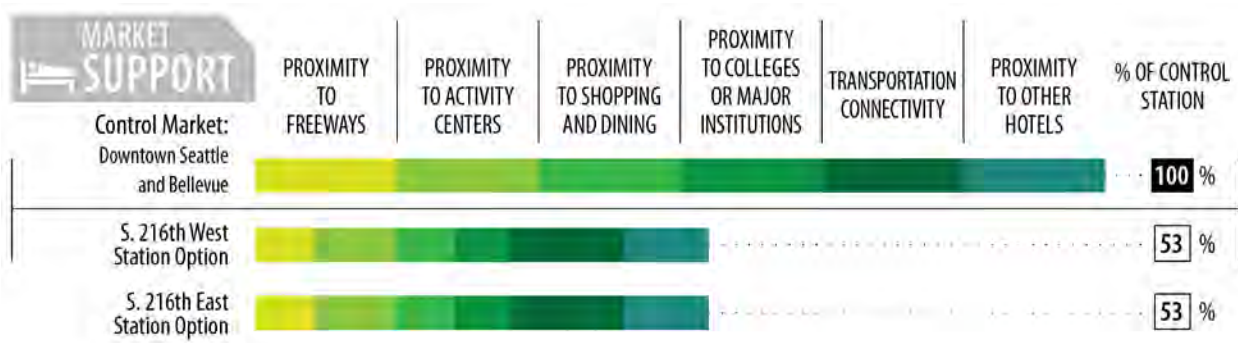 MARKET
SUPPORT
PROXIMITY
TO
FREEWAYS
PROXIMITY
TO ACTIVITY
CENTERS
PROXIMITY
TO SHOPPING
AND DINING
PROXIMITY
TO COLLEGES
OR MAJOR
INSTITUTIONS
TRANSPORTATION
CONNECTIVITY
PROXIMITY
TO OTHER
HOTELS
% OF CONTROL
STATION
Control Market:
Downtown Seattle
and Bellevue
100 %
S. 216th West
Station Option
53 %
S. 216th East
Station Option
53 %